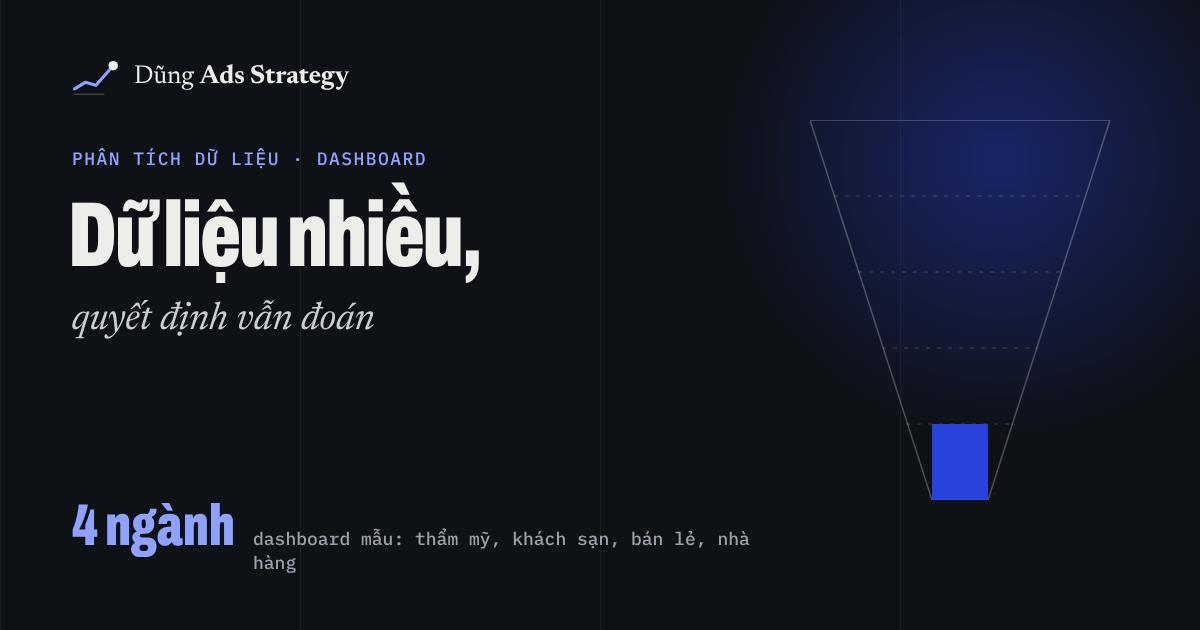 Dũng Ads Strategy
PHÂN TÍCH DỮ LIỆU · DASHBOARD
Dữ liệu nhiều,
quyết định vẫn đoán
4 ngành
dashboard mẫu: thẩm mỹ, khách sạn, bán lẻ, nhà
hàng